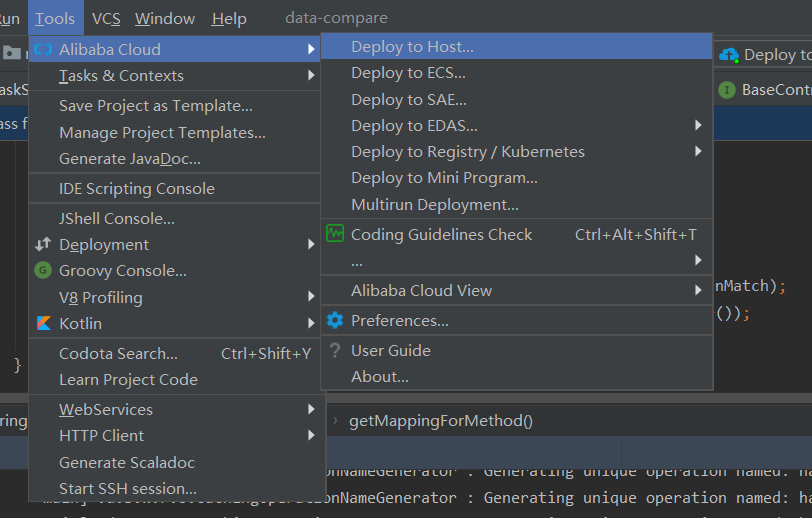 Run Tools VCS Window Help data-compare
Alibaba Cloud
Tasks & Contexts
Save Project as Template...
Manage Project Templates...
Generate JavaDoc...
IDE Scripting Console
JShell Console...
Deployment
Groovy Console...
V8 Profiling
Kotlin
Codota Search... Ctrl+Shift+Y
Learn Project Code
WebServices
HTTP Client
Generate Scaladoc
Start SSH session...
Deploy to Host...
Deploy to ECS...
Deploy to SAE...
Deploy to EDAS...
Deploy to Registry / Kubernetes
Deploy to Mini Program...
Multirun Deployment...
Coding Guidelines Check Ctrl+Alt+Shift+T
...
Alibaba Cloud View
Preferences...
User Guide
About...
Deploy to
BaseContr
nMatch);
());
}
getMappingForMethod()
onNameGenerator : Generating unique operation named: ha
onNameGenerator : Generating unique operation named: ha